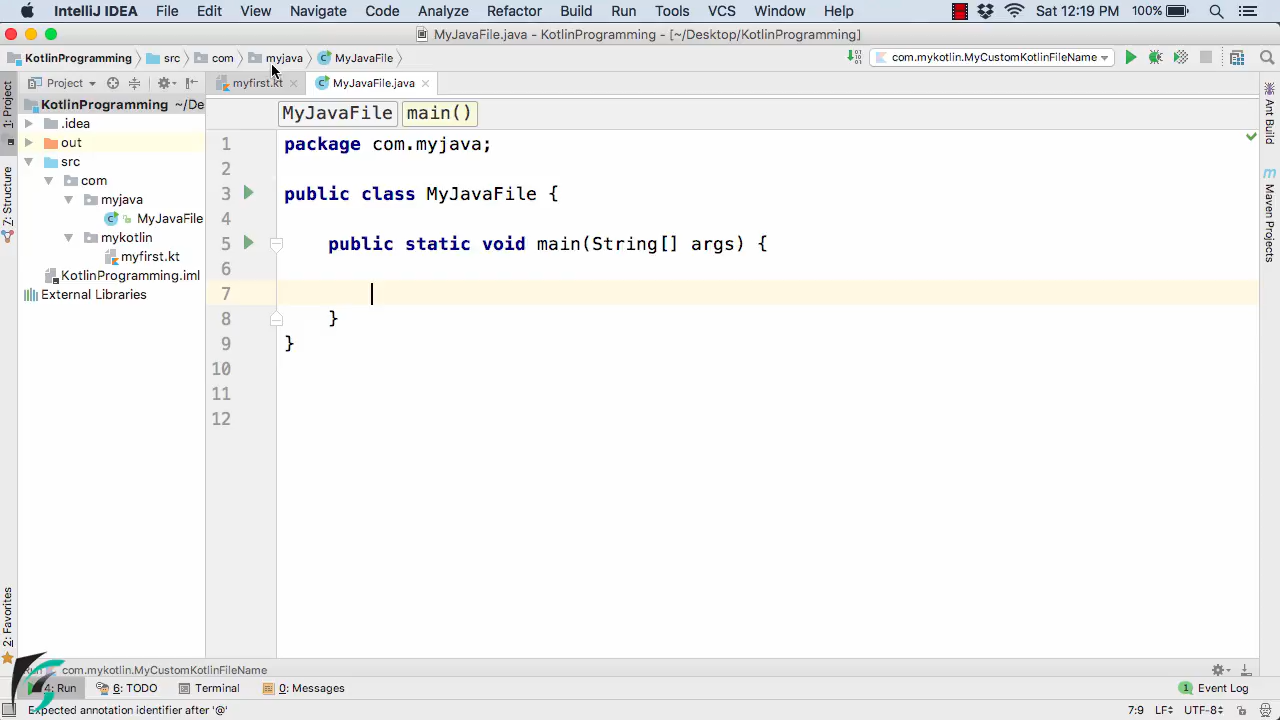 IntelliJ IDEA File Edit View Navigate Code Analyze Refactor Build Run Tools VCS Window Help Sat 12:19 PM 100%
MyJavaFile.java - KotlinProgramming - [~/Desktop/KotlinProgramming]
KotlinProgramming src com myjava MyJavaFile com.mykotlin.MyCustomKotlinFileName
Project myfirst.kt MyJavaFile.java
1: Project
7: Structure
2: Favorites
Ant Build
Maven Projects
KotlinProgramming ~/De
.idea
out
src
com
myjava
MyJavaFile
mykotlin
myfirst.kt
KotlinProgramming.iml
External Libraries
MyJavaFile main()
1 package com.myjava;
2
3 public class MyJavaFile {
4
5 public static void main(String[] args) {
6
7
8 }
9 }
10
11
12
com.mykotlin.MyCustomKotlinFileName
4: Run 6: TODO Terminal 0: Messages 1 Event Log
Expected annotation identifier after '@' 7:9 LF÷ UTF-8÷